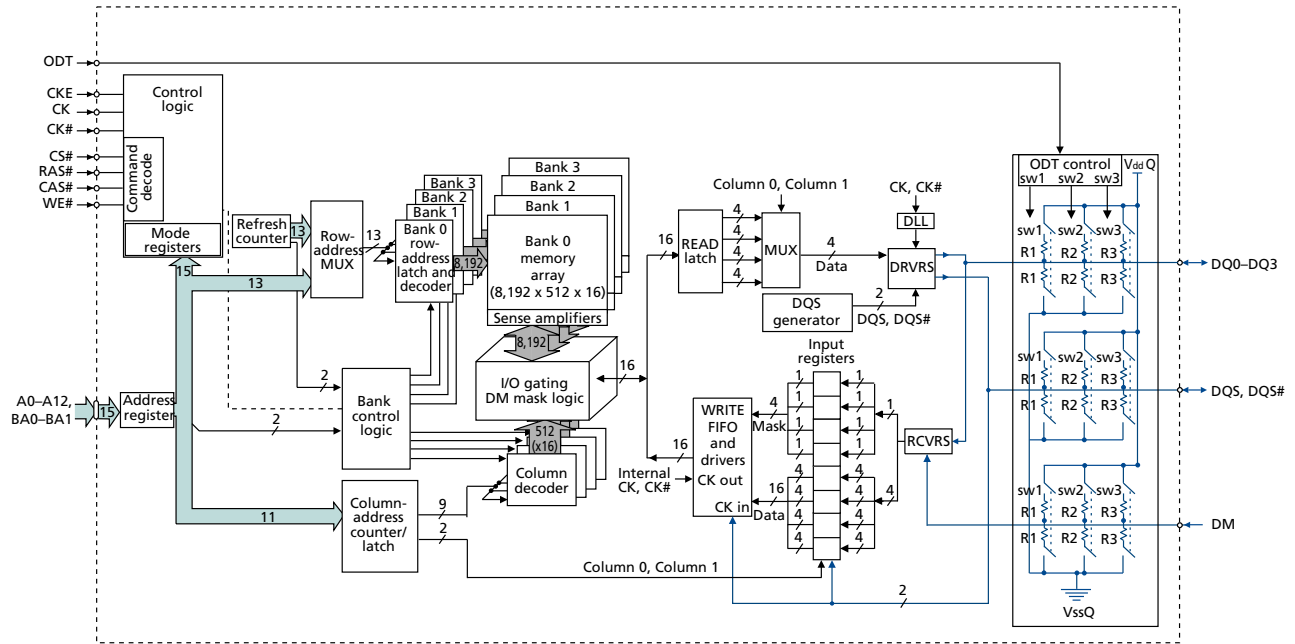 ODT
CKE
CK
CK#
CS#
RAS#
CAS#
WE#
Control
logic
Command
decode
Mode
registers
15
Refresh
counter
13
13
Row-
address
MUX
13
Bank 3
Bank 2
Bank 1
Bank 0
row-
address
latch and
decoder
8,192
Bank 3
Bank 2
Bank 1
Bank 0
memory
array
(8,192 x 512 x 16)
Sense amplifiers
8,192
I/O gating
DM mask logic
16
A0–A12,
BA0–BA1
15
Address
register
2
2
Bank
control
logic
512
(x16)
Column
decoder
11
Column-
address
counter/
latch
9
2
Column 0, Column 1
16
READ
latch
4
4
4
4
Column 0, Column 1
MUX
4
Data
CK, CK#
DLL
DRVRS
DQS
generator
2
DQS, DQS#
Input
registers
1
1
1
1
4
4
4
4
1
1
1
1
4
4
4
4
1
4
RCVRS
4
Mask
16
Data
WRITE
FIFO
and
drivers
CK out
CK in
16
Internal
CK, CK#
2
ODT control
sw1 sw2 sw3
VddQ
sw1 sw2 sw3
R1 R2 R3
R1 R2 R3
DQ0–DQ3
sw1 sw2 sw3
R1 R2 R3
R1 R2 R3
DQS, DQS#
sw1 sw2 sw3
R1 R2 R3
R1 R2 R3
DM
VssQ